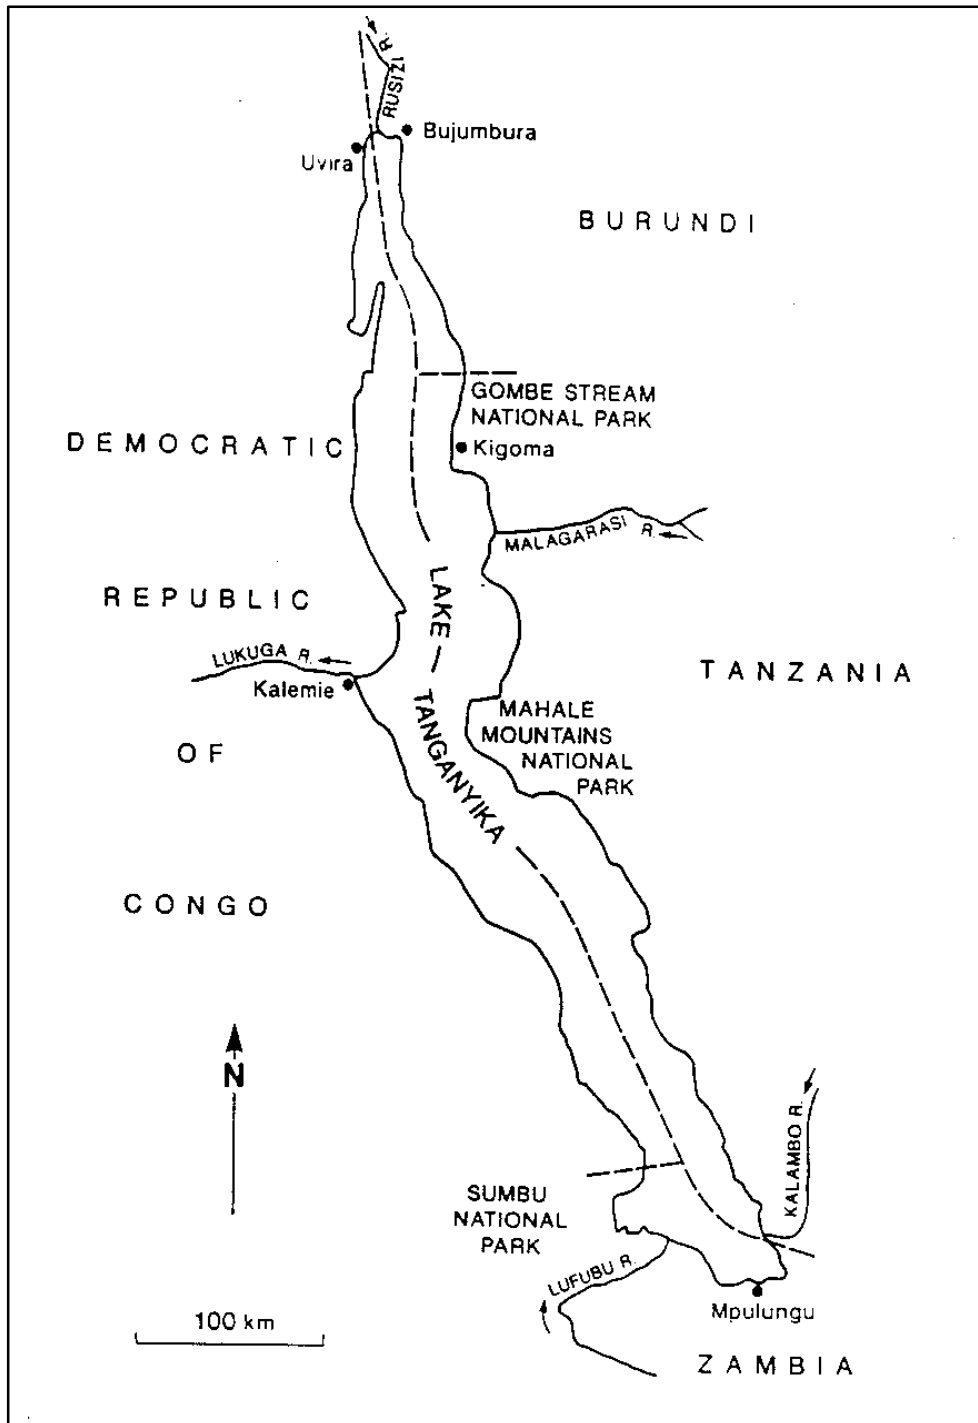 RUSIZI R.
Bujumbura
Uvira
BURUNDI
GOMBE STREAM
NATIONAL PARK
DEMOCRATIC
Kigoma
MALAGARASI R.
LAKE
REPUBLIC
LUKUGA R.
Kalemie
TANZANIA
TANGANYIKA
MAHALE
MOUNTAINS
NATIONAL
PARK
OF
CONGO
N
KALAMBO R.
SUMBU
NATIONAL
PARK
LUFUBU R.
Mpulungu
100 km
ZAMBIA